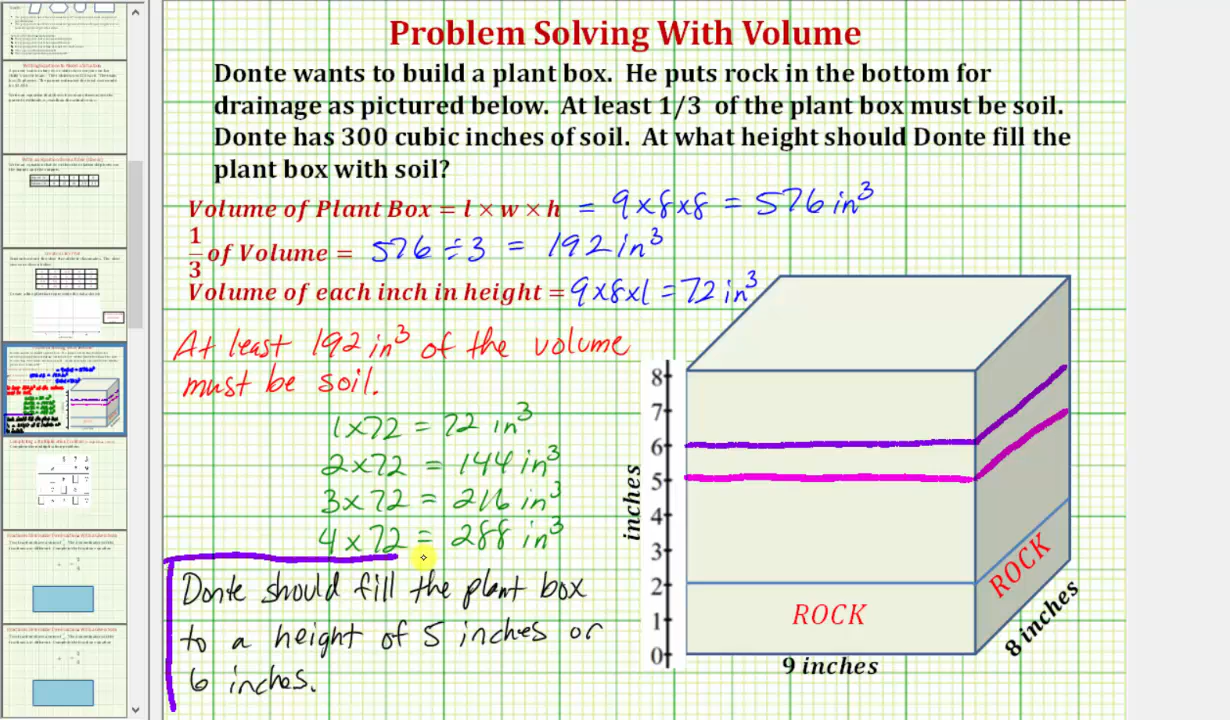 Problem Solving With Volume
Donte wants to build a plant box. He puts rock in the bottom for
drainage as pictured below. At least 1/3 of the plant box must be soil.
Donte has 300 cubic inches of soil. At what height should Donte fill the
plant box with soil?
Volume of Plant Box = l × w × h = 9×8×8 = 576 in³
1/3 of Volume = 576 ÷ 3 = 192 in³
Volume of each inch in height = 9×8×1 = 72 in³
At least 192 in³ of the volume
must be soil.
1×72 = 72 in³
2×72 = 144 in³
3×72 = 216 in³
4×72 = 288 in³
Donte should fill the plant box
to a height of 5 inches or
6 inches.
8
7
6
5
4
3
2
1
0
inches
ROCK
ROCK
9 inches
8 inches